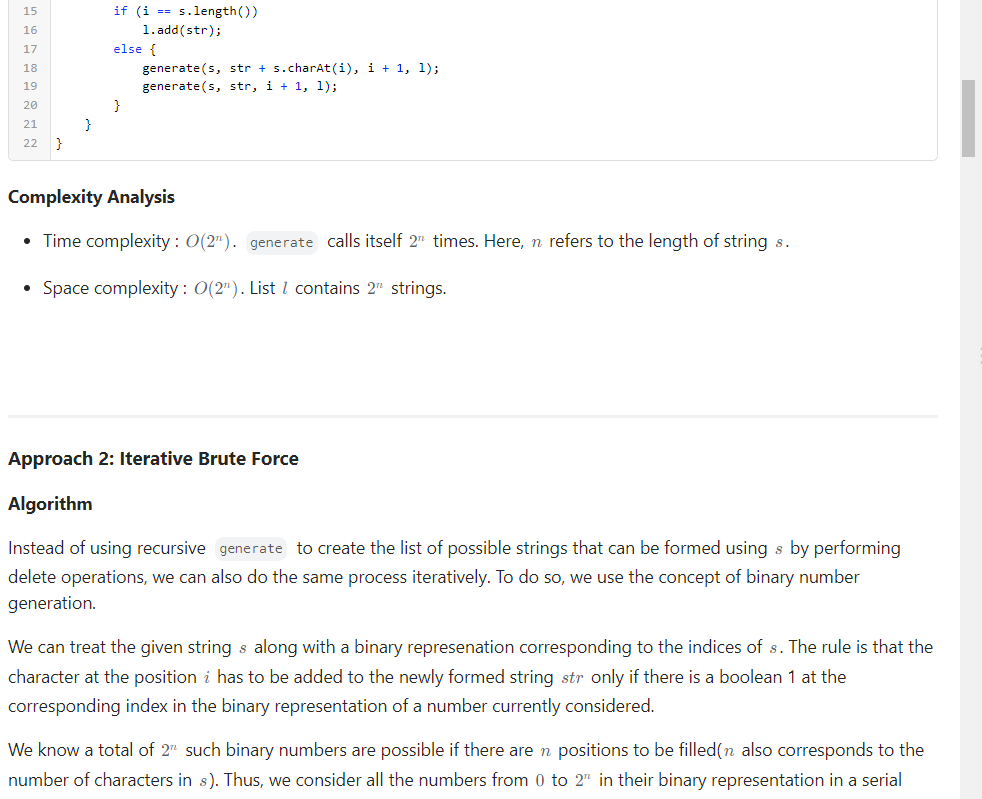 15 if (i == s.length())
16 l.add(str);
17 else {
18 generate(s, str + s.charAt(i), i + 1, l);
19 generate(s, str, i + 1, l);
20 }
21 }
22 }
Complexity Analysis
• Time complexity : O(2ⁿ). generate calls itself 2ⁿ times. Here, n refers to the length of string s.
• Space complexity : O(2ⁿ). List l contains 2ⁿ strings.
Approach 2: Iterative Brute Force
Algorithm
Instead of using recursive generate to create the list of possible strings that can be formed using s by performing
delete operations, we can also do the same process iteratively. To do so, we use the concept of binary number
generation.
We can treat the given string s along with a binary represenation corresponding to the indices of s. The rule is that the
character at the position i has to be added to the newly formed string str only if there is a boolean 1 at the
corresponding index in the binary representation of a number currently considered.
We know a total of 2ⁿ such binary numbers are possible if there are n positions to be filled(n also corresponds to the
number of characters in s). Thus, we consider all the numbers from 0 to 2ⁿ in their binary representation in a serial